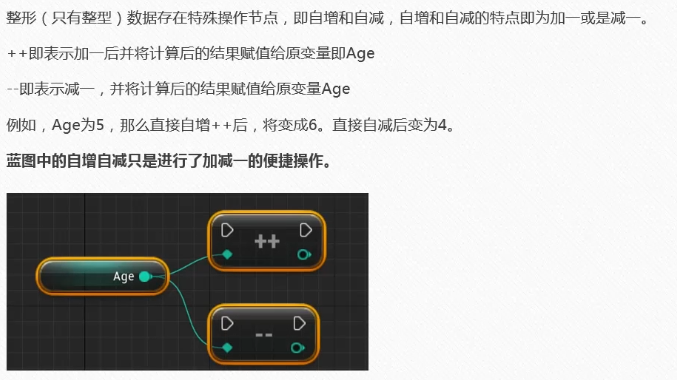 整形（只有整型）数据存在特殊操作节点，即自增和自减，自增和自减的特点即为加一或是减一。
++即表示加一后并将计算后的结果赋值给原变量即Age
--即表示减一，并将计算后的结果赋值给原变量Age
例如，Age为5，那么直接自增++后，将变成6。直接自减后变为4。
蓝图中的自增自减只是进行了加减一的便捷操作。
++
Age
--